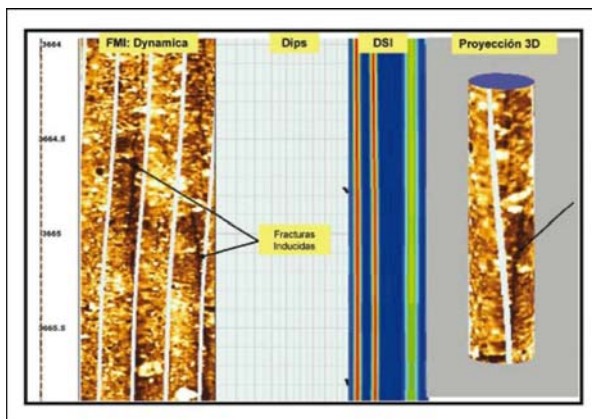 FMI: Dynamica
Dips
DSI
Proyección 3D
3664
3664.5
Fracturas
Inducidas
3665
3665.5